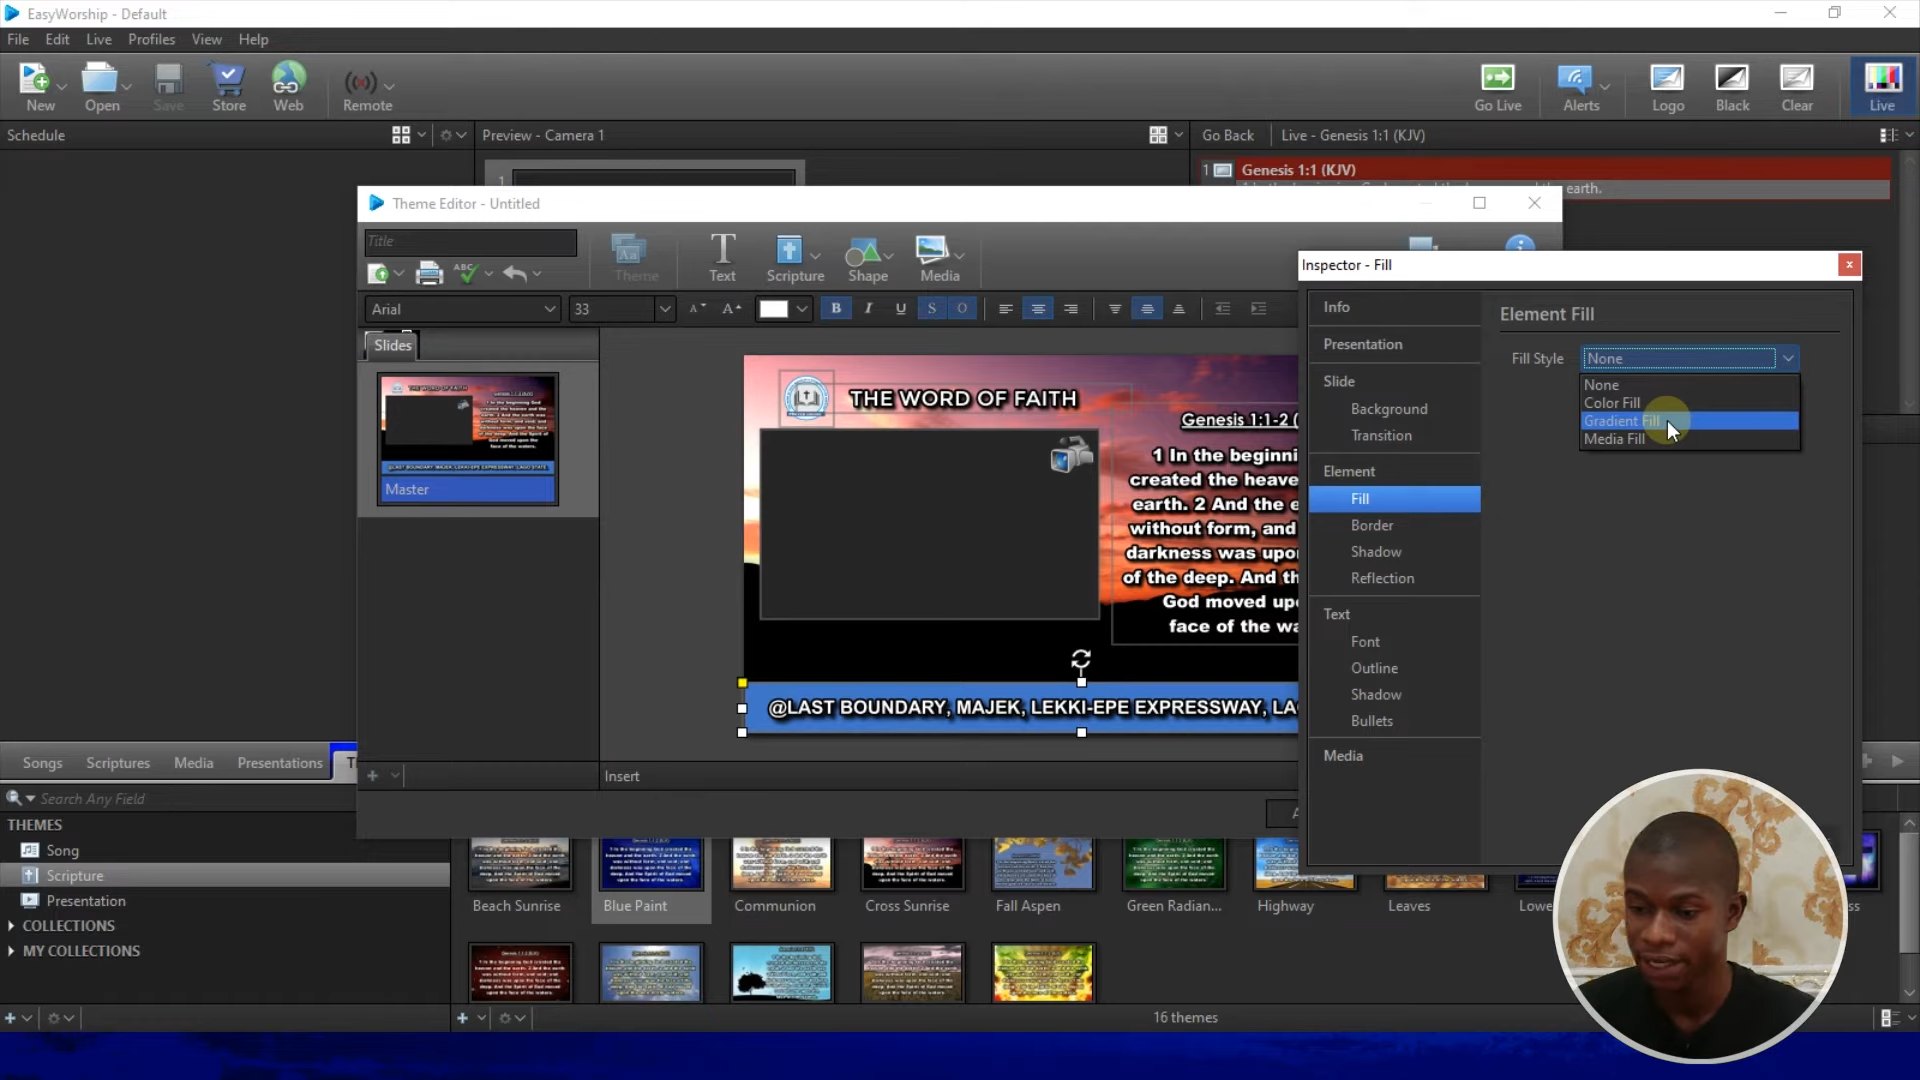 EasyWorship - Default
File Edit Live Profiles View Help
New Open Save Store Web Remote
Go Live Alerts Logo Black Clear Live
Schedule
Preview - Camera 1
Go Back Live - Genesis 1:1 (KJV)
1
1 Genesis 1:1 (KJV)
earth.
Theme Editor - Untitled
Title
Theme Text Scripture Shape Media
ABC
Arial 33
B I U S O
Slides
Master
THE WORD OF FAITH
Genesis 1:1-2 (
1 In the beginni
created the heave
earth. 2 And the e
without form, and
darkness was upo
of the deep. And th
God moved up
face of the wa
@LAST BOUNDARY, MAJEK, LEKKI-EPE EXPRESSWAY, LA
Insert
Inspector - Fill
Info
Presentation
Slide
Background
Transition
Element
Fill
Border
Shadow
Reflection
Text
Font
Outline
Shadow
Bullets
Media
Element Fill
Fill Style None
None
Color Fill
Gradient Fill
Media Fill
Songs Scriptures Media Presentations
Search Any Field
THEMES
Song
Scripture
Presentation
COLLECTIONS
MY COLLECTIONS
Beach Sunrise Blue Paint Communion Cross Sunrise Fall Aspen Green Radian... Highway Leaves Lowe
16 themes